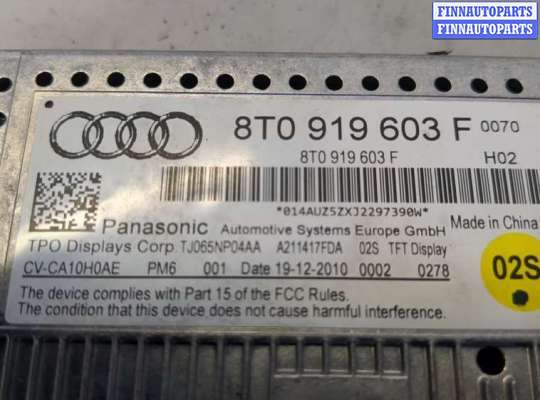 FINNAUTOPARTS
FINNAUTOPARTS
8T0 919 603 F 0070
8T0 919 603 F H02
*014AUZ5ZXJ2297390W*
Panasonic Automotive Systems Europe GmbH Made in China
TPO Displays Corp. TJ065NP04AA A211417FDA 02S TFT Display
CV-CA10H0AE PM6 001 Date 19-12-2010 0002 0278
02S
The device complies with Part 15 of the FCC Rules.
The condition that this device does not cause harmful interference.